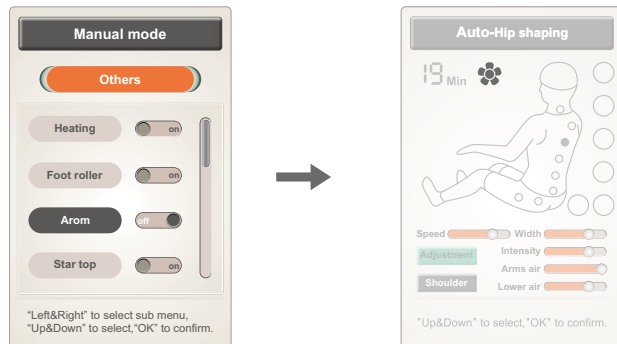 Manual mode
Others
Heating
on
Foot roller
on
Arom
off
Star top
on
"Left&Right" to select sub menu,
"Up&Down" to select,"OK" to confirm.
Auto-Hip shaping
19 Min
Speed
Width
Adjustment
Intensity
Arms air
Shoulder
Lower air
"Up&Down" to select,"OK" to confirm.